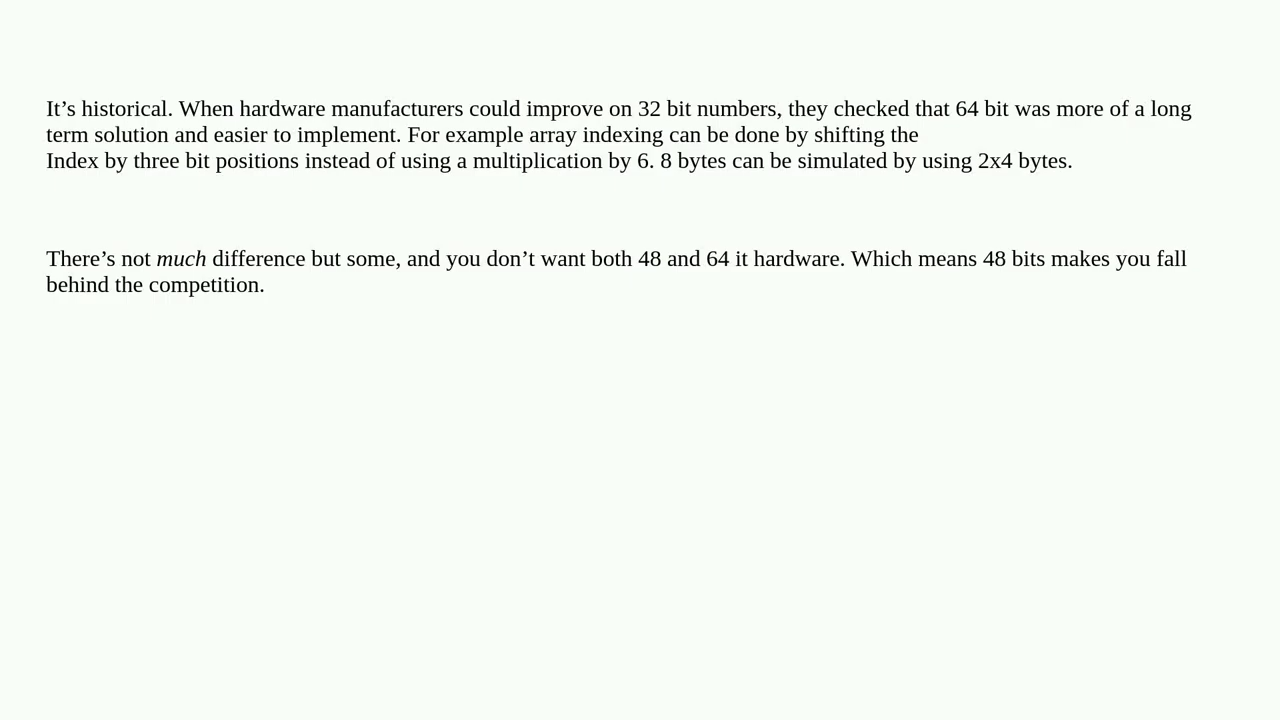 It’s historical. When hardware manufacturers could improve on 32 bit numbers, they checked that 64 bit was more of a long
term solution and easier to implement. For example array indexing can be done by shifting the
Index by three bit positions instead of using a multiplication by 6. 8 bytes can be simulated by using 2x4 bytes.
There’s not much difference but some, and you don’t want both 48 and 64 it hardware. Which means 48 bits makes you fall
behind the competition.